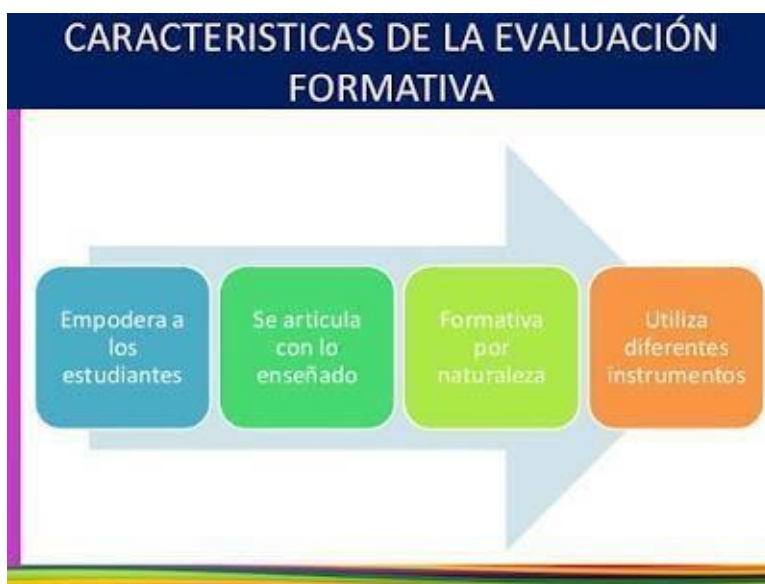 CARACTERISTICAS DE LA EVALUACIÓN
FORMATIVA
Empodera a
los
estudiantes
Se articula
con lo
enseñado
Formativa
por
naturaleza
Utiliza
diferentes
instrumentos